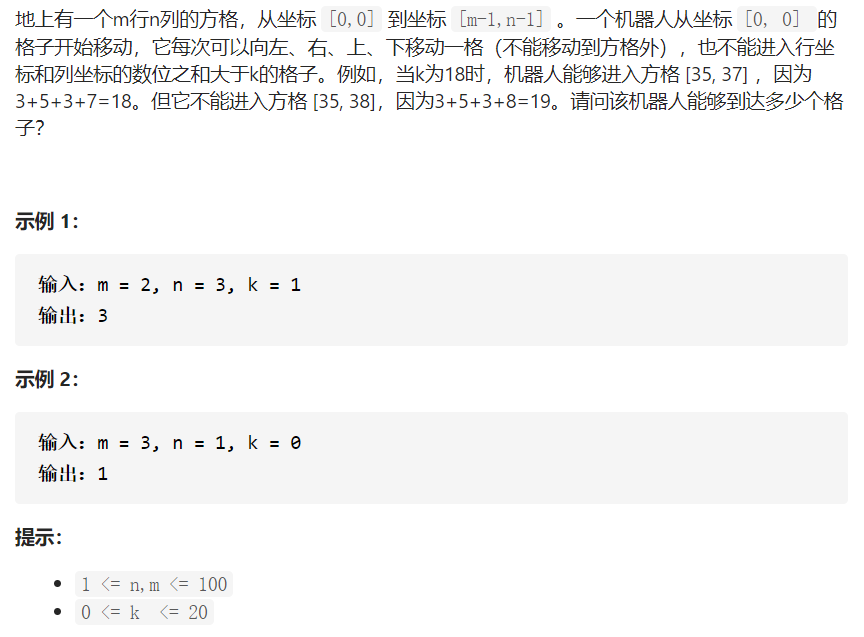 地上有一个m行n列的方格，从坐标 [0,0] 到坐标 [m-1,n-1] 。一个机器人从坐标 [0, 0] 的
格子开始移动，它每次可以向左、右、上、下移动一格（不能移动到方格外），也不能进入行坐
标和列坐标的数位之和大于k的格子。例如，当k为18时，机器人能够进入方格 [35, 37] ，因为
3+5+3+7=18。但它不能进入方格 [35, 38]，因为3+5+3+8=19。请问该机器人能够到达多少个格
子？
示例 1：
输入：m = 2, n = 3, k = 1
输出：3
示例 2：
输入：m = 3, n = 1, k = 0
输出：1
提示：
• 1 <= n,m <= 100
• 0 <= k  <= 20